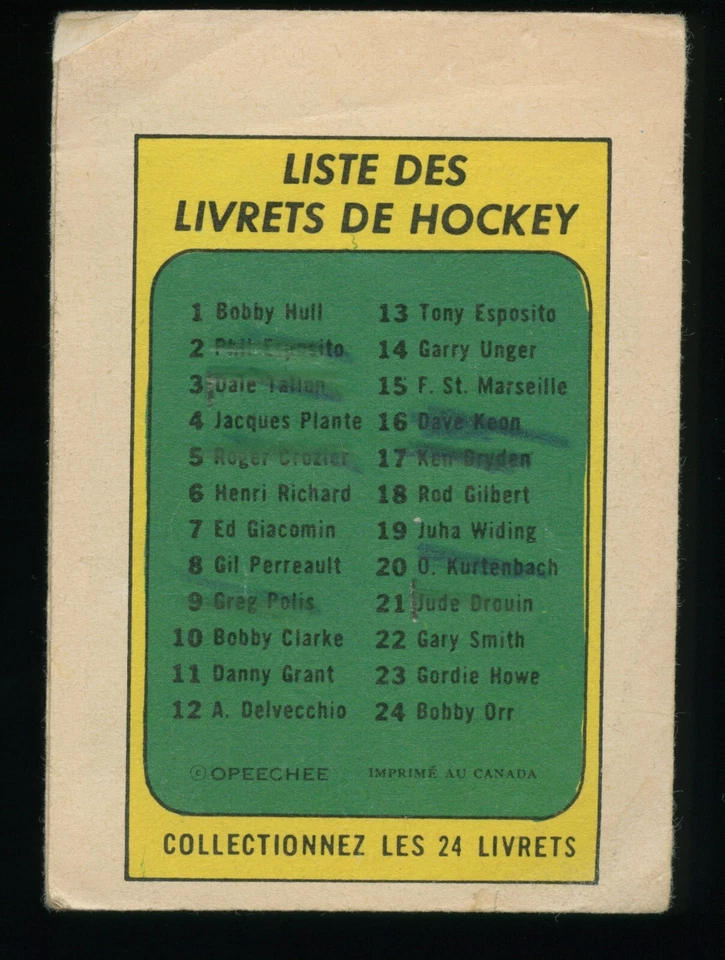 LISTE DES
LIVRETS DE HOCKEY
1 Bobby Hull
2 Phil Esposito
3 Dale Tallon
4 Jacques Plante
5 Roger Crozier
6 Henri Richard
7 Ed Giacomin
8 Gil Perreault
9 Greg Polis
10 Bobby Clarke
11 Danny Grant
12 A. Delvecchio
13 Tony Esposito
14 Garry Unger
15 F. St. Marseille
16 Dave Keon
17 Ken Dryden
18 Rod Gilbert
19 Juha Widing
20 O. Kurtenbach
21 Jude Drouin
22 Gary Smith
23 Gordie Howe
24 Bobby Orr
©OPEECHEE IMPRIMÉ AU CANADA
COLLECTIONNEZ LES 24 LIVRETS